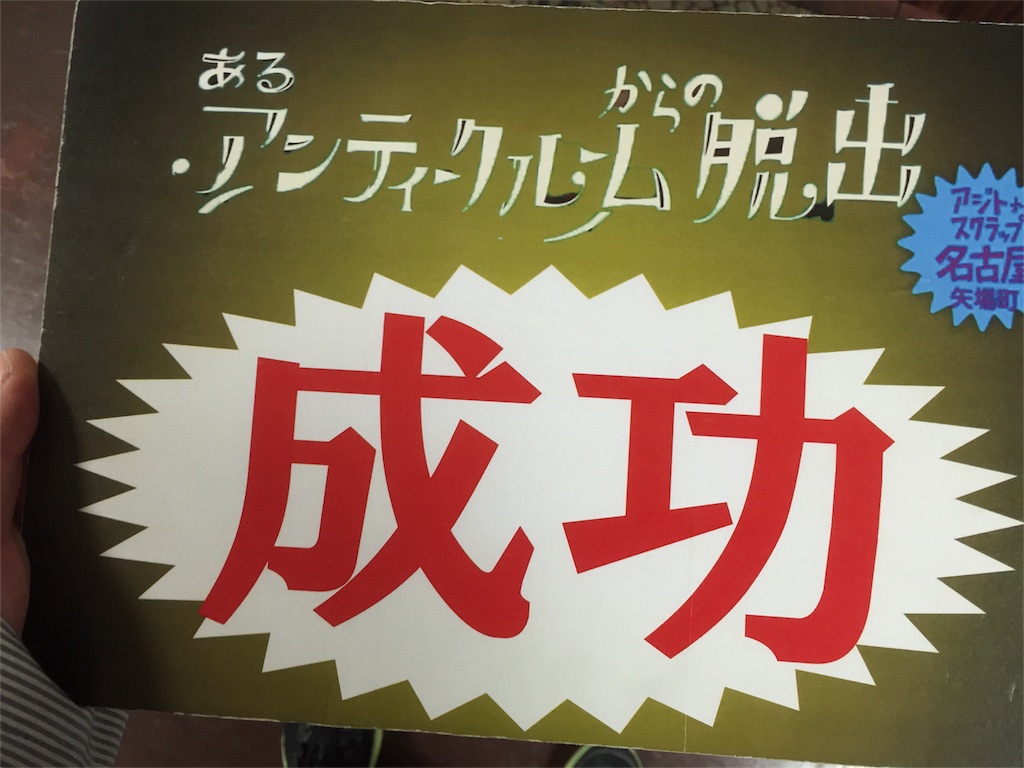 ある
アンティークルームからの脱出
アジト
スクラップ
名古屋
矢場町
成功